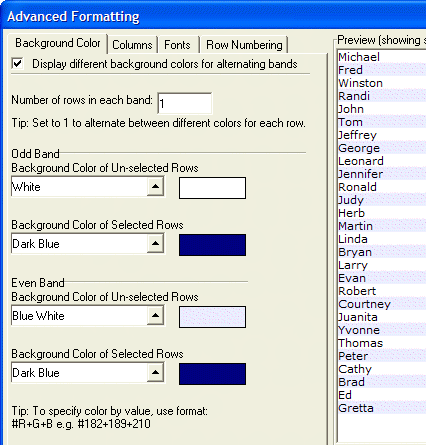 Advanced Formatting
Background Color Columns Fonts Row Numbering
Display different background colors for alternating bands
Number of rows in each band: 1
Tip: Set to 1 to alternate between different colors for each row.
Odd Band
Background Color of Un-selected Rows
White
Background Color of Selected Rows
Dark Blue
Even Band
Background Color of Un-selected Rows
Blue White
Background Color of Selected Rows
Dark Blue
Tip: To specify color by value, use format:
#R+G+B e.g. #182+189+210
Preview (showing s
Michael
Fred
Winston
Randi
John
Tom
Jeffrey
George
Leonard
Jennifer
Ronald
Judy
Herb
Martin
Linda
Bryan
Larry
Evan
Robert
Courtney
Juanita
Yvonne
Thomas
Peter
Cathy
Brad
Ed
Gretta